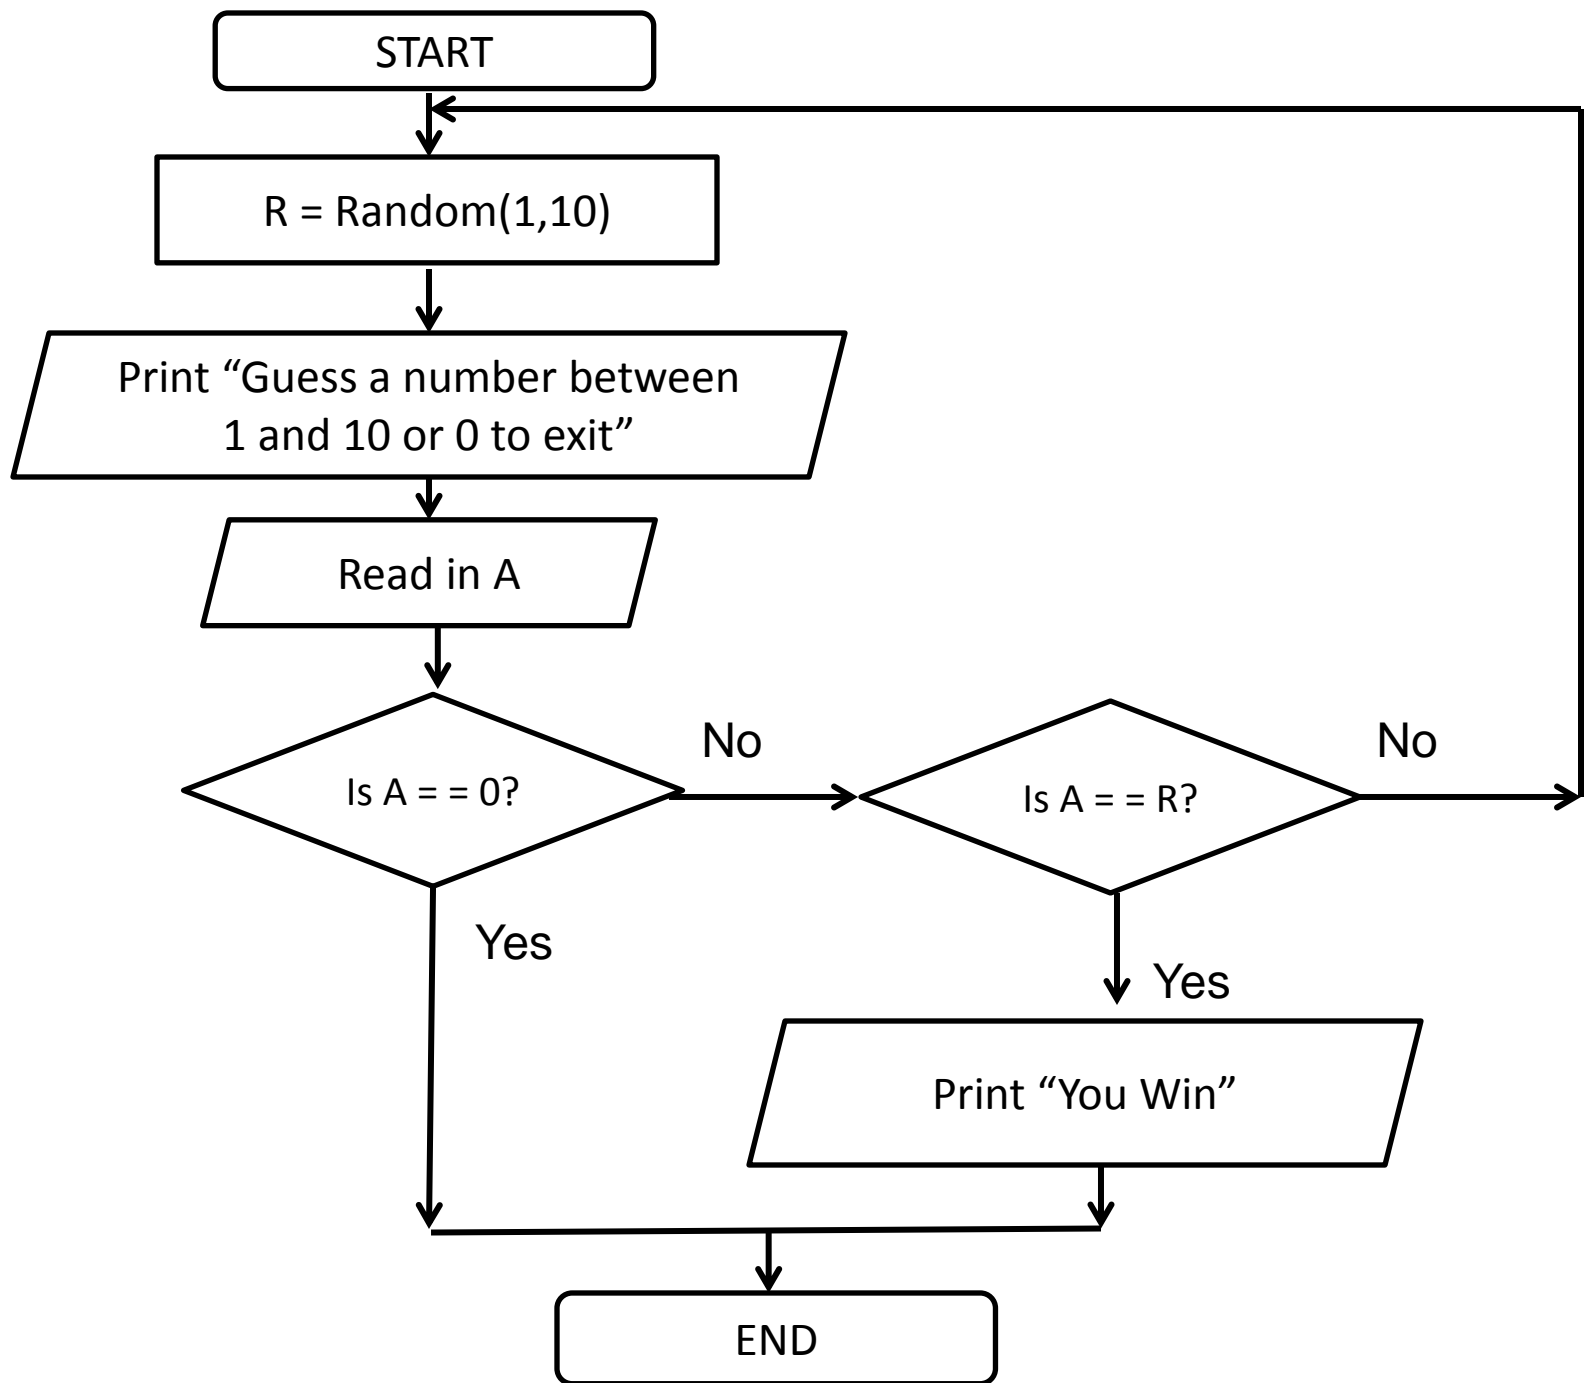 START
R = Random(1,10)
Print “Guess a number between
1 and 10 or 0 to exit”
Read in A
Is A = = 0?
No
Is A = = R?
No
Yes
Yes
Print “You Win”
END